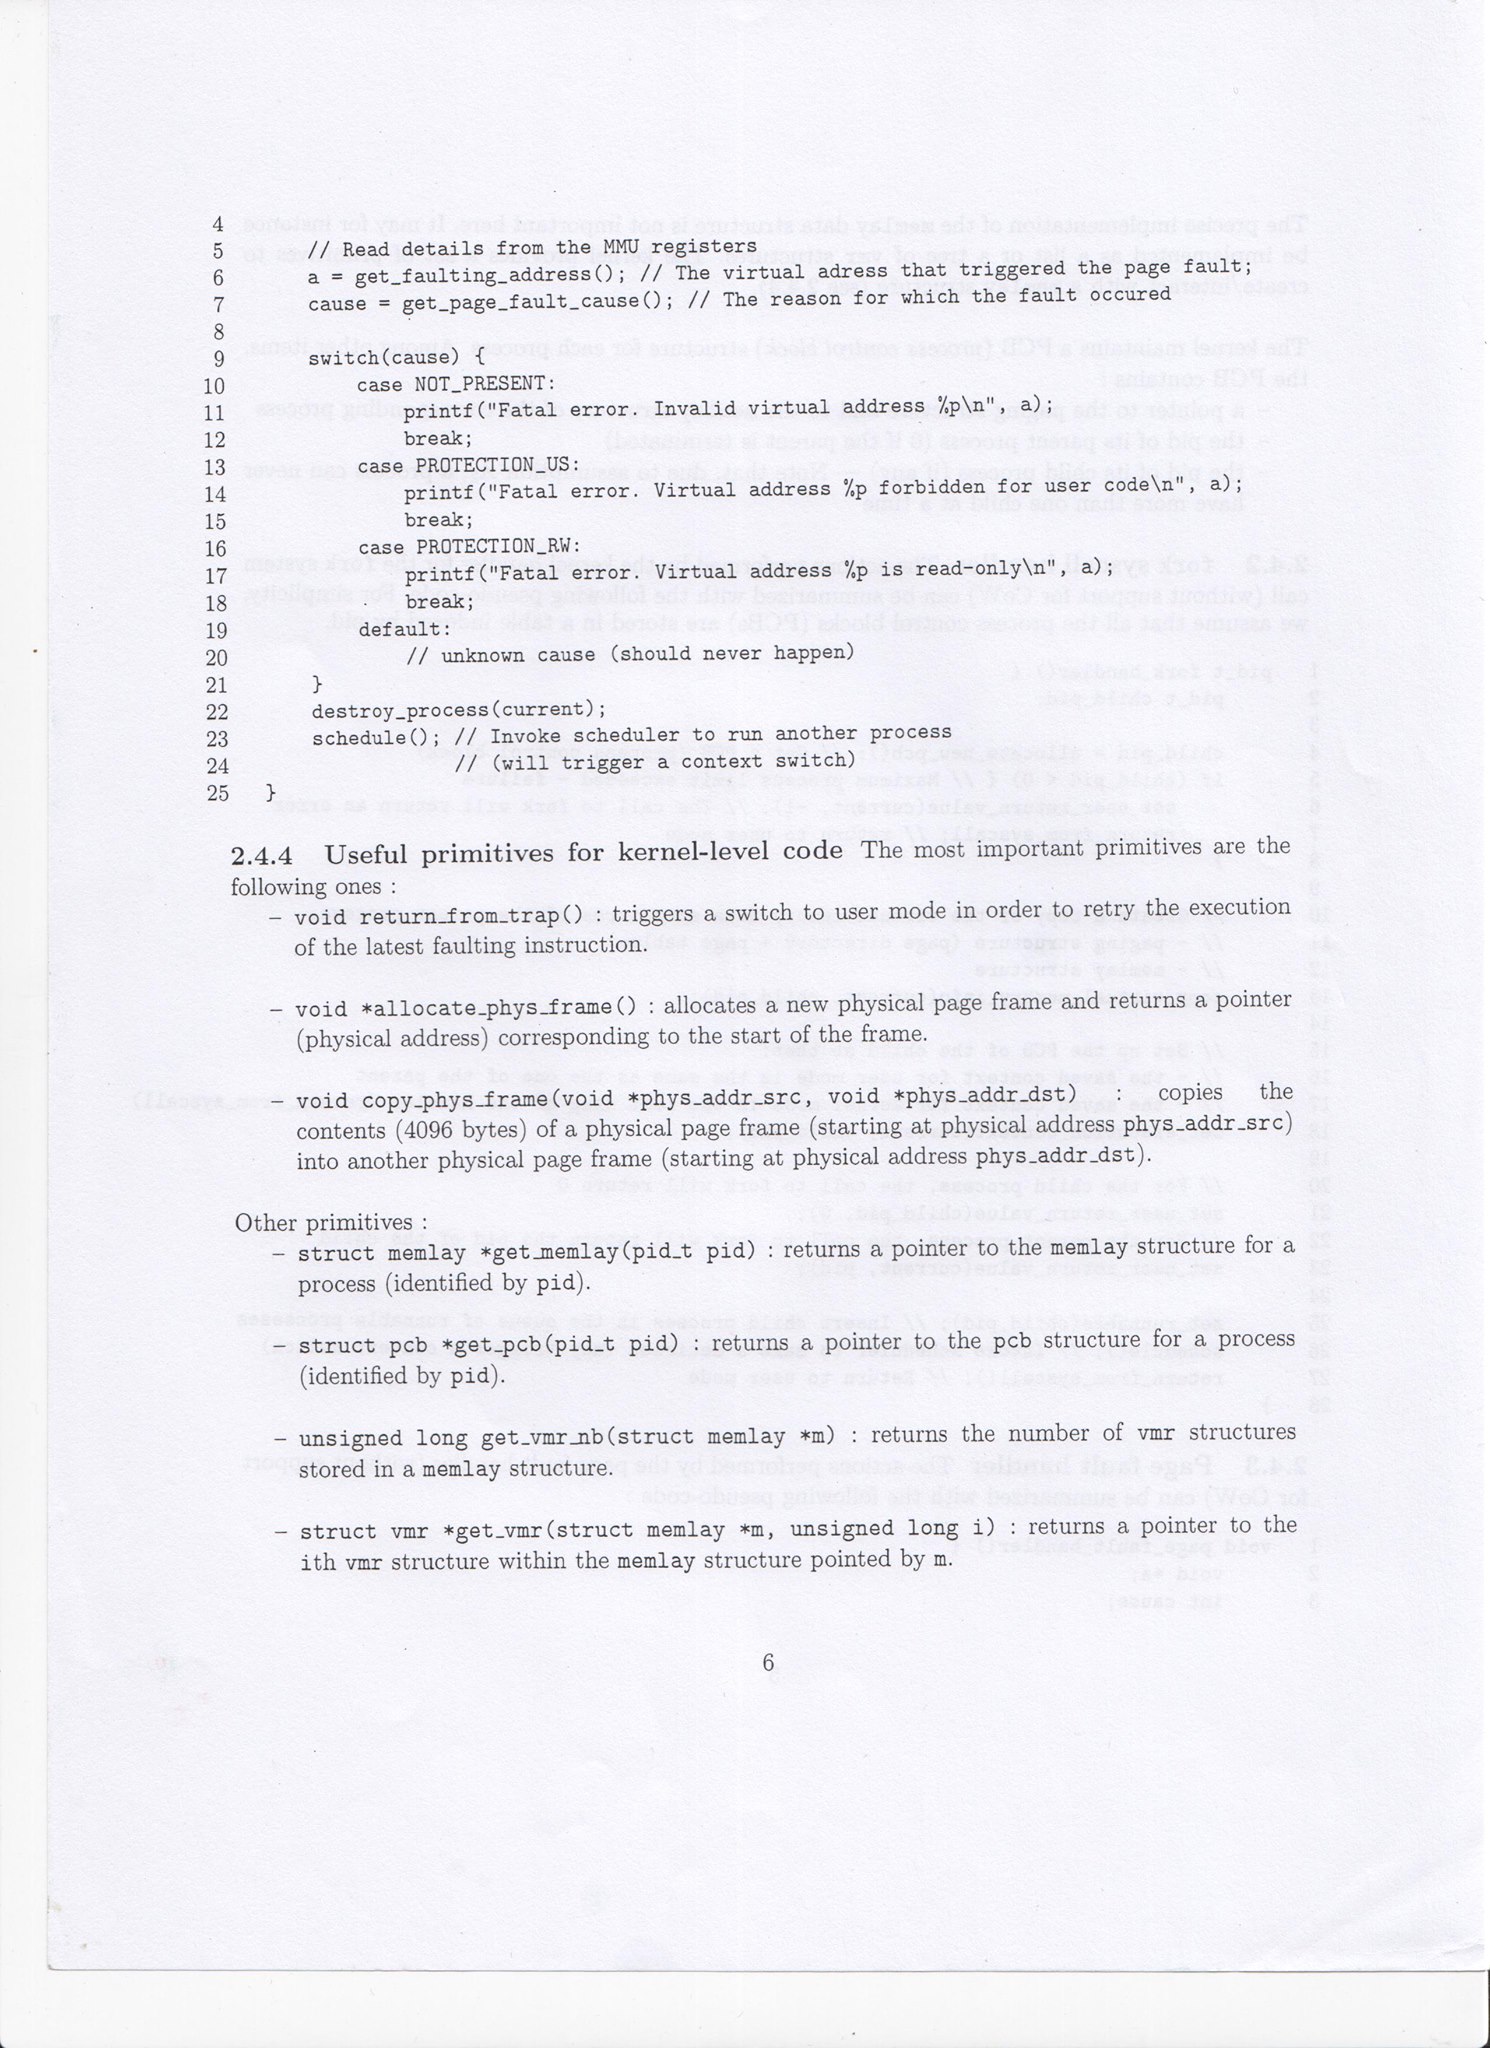 4
5 // Read details from the MMU registers
6 a = get_faulting_address(); // The virtual adress that triggered the page fault;
7 cause = get_page_fault_cause(); // The reason for which the fault occured
8
9 switch(cause) {
10 case NOT_PRESENT:
11 printf("Fatal error. Invalid virtual address %p\n", a);
12 break;
13 case PROTECTION_US:
14 printf("Fatal error. Virtual address %p forbidden for user code\n", a);
15 break;
16 case PROTECTION_RW:
17 printf("Fatal error. Virtual address %p is read-only\n", a);
18 break;
19 default:
20 // unknown cause (should never happen)
21 }
22 destroy_process(current);
23 schedule(); // Invoke scheduler to run another process
24 // (will trigger a context switch)
25 }
2.4.4 Useful primitives for kernel-level code The most important primitives are the
following ones :
– void return_from_trap() : triggers a switch to user mode in order to retry the execution
of the latest faulting instruction.
– void *allocate_phys_frame() : allocates a new physical page frame and returns a pointer
(physical address) corresponding to the start of the frame.
– void copy_phys_frame(void *phys_addr_src, void *phys_addr_dst) : copies the
contents (4096 bytes) of a physical page frame (starting at physical address phys_addr_src)
into another physical page frame (starting at physical address phys_addr_dst).
Other primitives :
– struct memlay *get_memlay(pid_t pid) : returns a pointer to the memlay structure for a
process (identified by pid).
– struct pcb *get_pcb(pid_t pid) : returns a pointer to the pcb structure for a process
(identified by pid).
– unsigned long get_vmr_nb(struct memlay *m) : returns the number of vmr structures
stored in a memlay structure.
– struct vmr *get_vmr(struct memlay *m, unsigned long i) : returns a pointer to the
ith vmr structure within the memlay structure pointed by m.
6